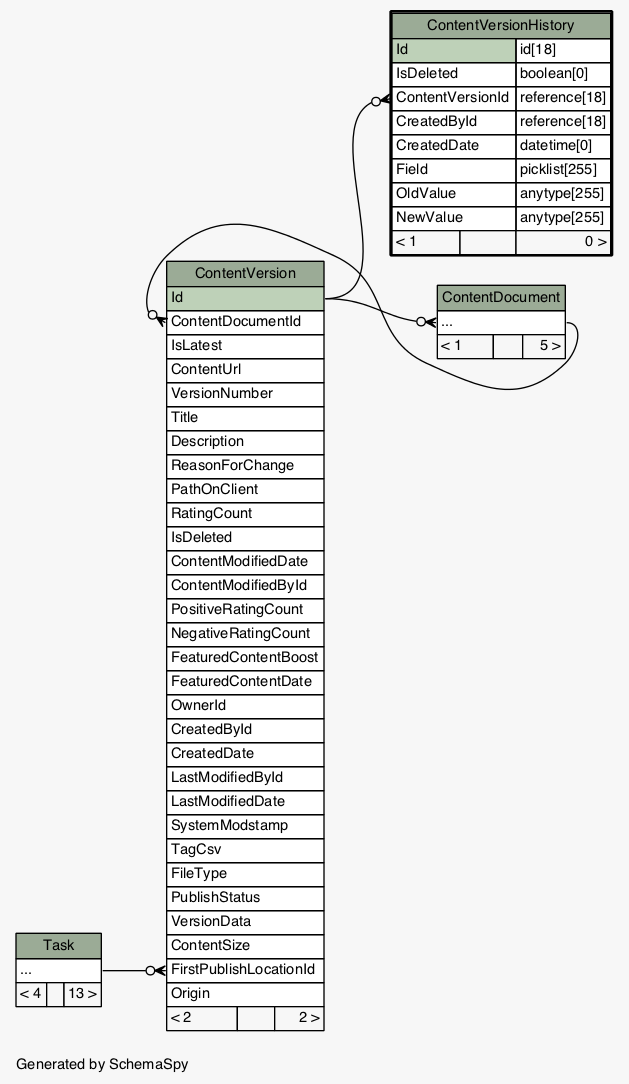 ContentVersionHistory
Id id[18]
IsDeleted boolean[0]
ContentVersionId reference[18]
CreatedById reference[18]
CreatedDate datetime[0]
Field picklist[255]
OldValue anytype[255]
NewValue anytype[255]
< 1 0 >
ContentVersion
Id
ContentDocumentId
IsLatest
ContentUrl
VersionNumber
Title
Description
ReasonForChange
PathOnClient
RatingCount
IsDeleted
ContentModifiedDate
ContentModifiedById
PositiveRatingCount
NegativeRatingCount
FeaturedContentBoost
FeaturedContentDate
OwnerId
CreatedById
CreatedDate
LastModifiedById
LastModifiedDate
SystemModstamp
TagCsv
FileType
PublishStatus
VersionData
ContentSize
FirstPublishLocationId
Origin
< 2 2 >
ContentDocument
...
< 1 5 >
Task
...
< 4 13 >
Generated by SchemaSpy